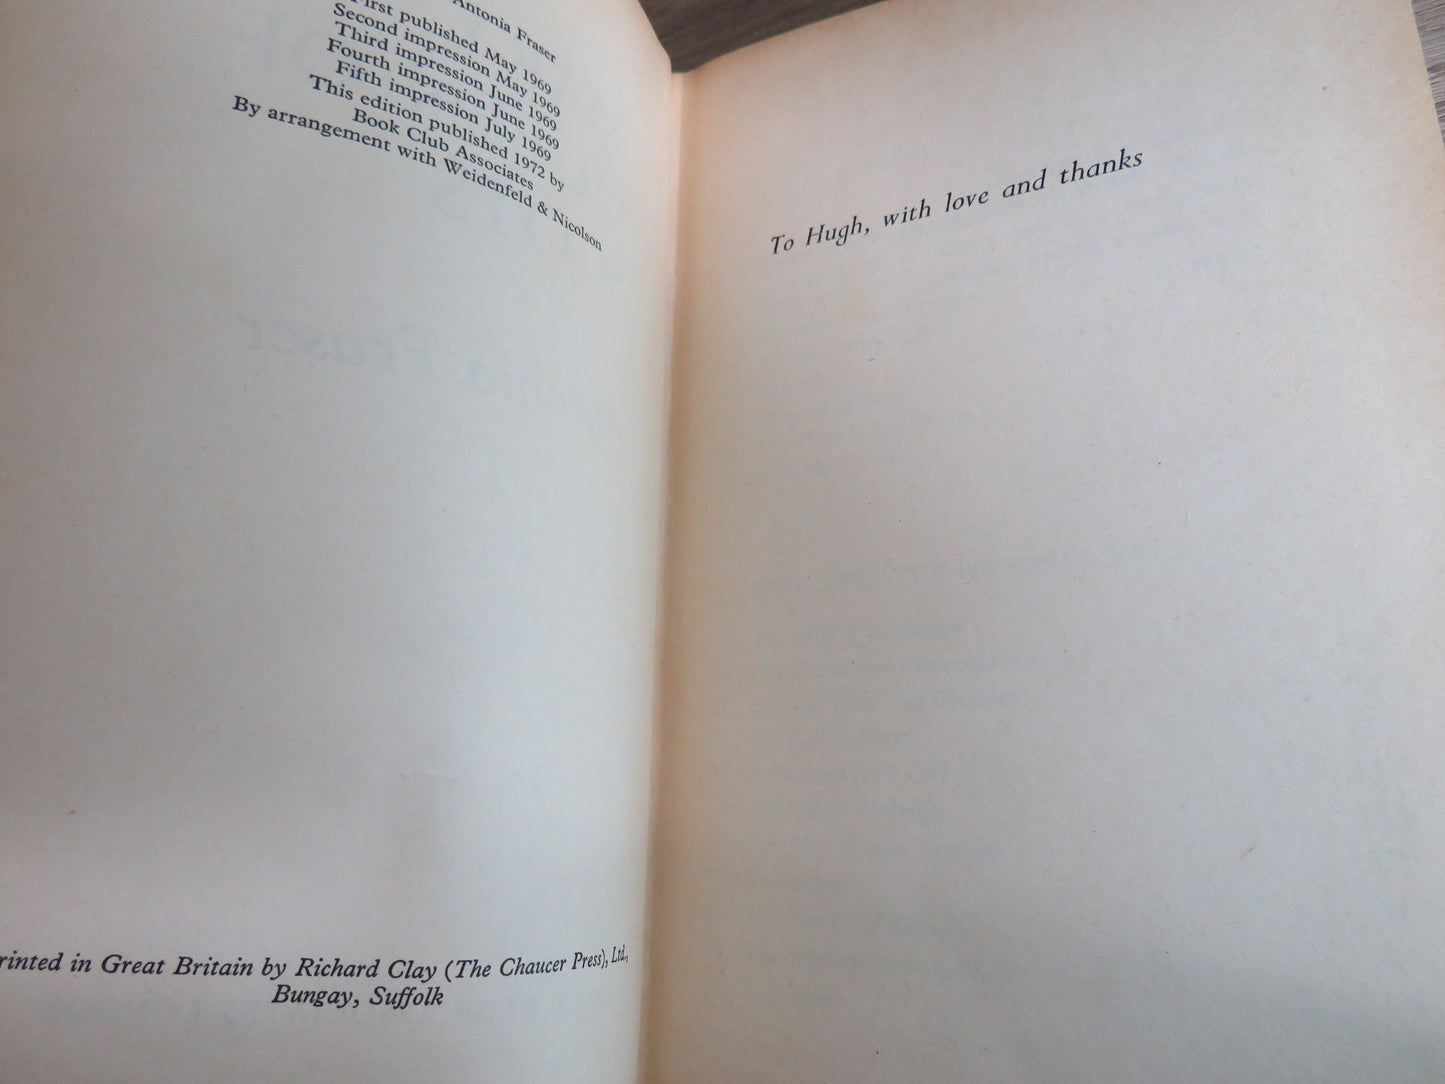 Antonia Fraser
First published May 1969
Second impression May 1969
Third impression June 1969
Fourth impression June 1969
Fifth impression July 1969
This edition published 1972 by
Book Club Associates
By arrangement with Weidenfeld & Nicolson
rinted in Great Britain by Richard Clay (The Chaucer Press), Ltd.,
Bungay, Suffolk
To Hugh, with love and thanks